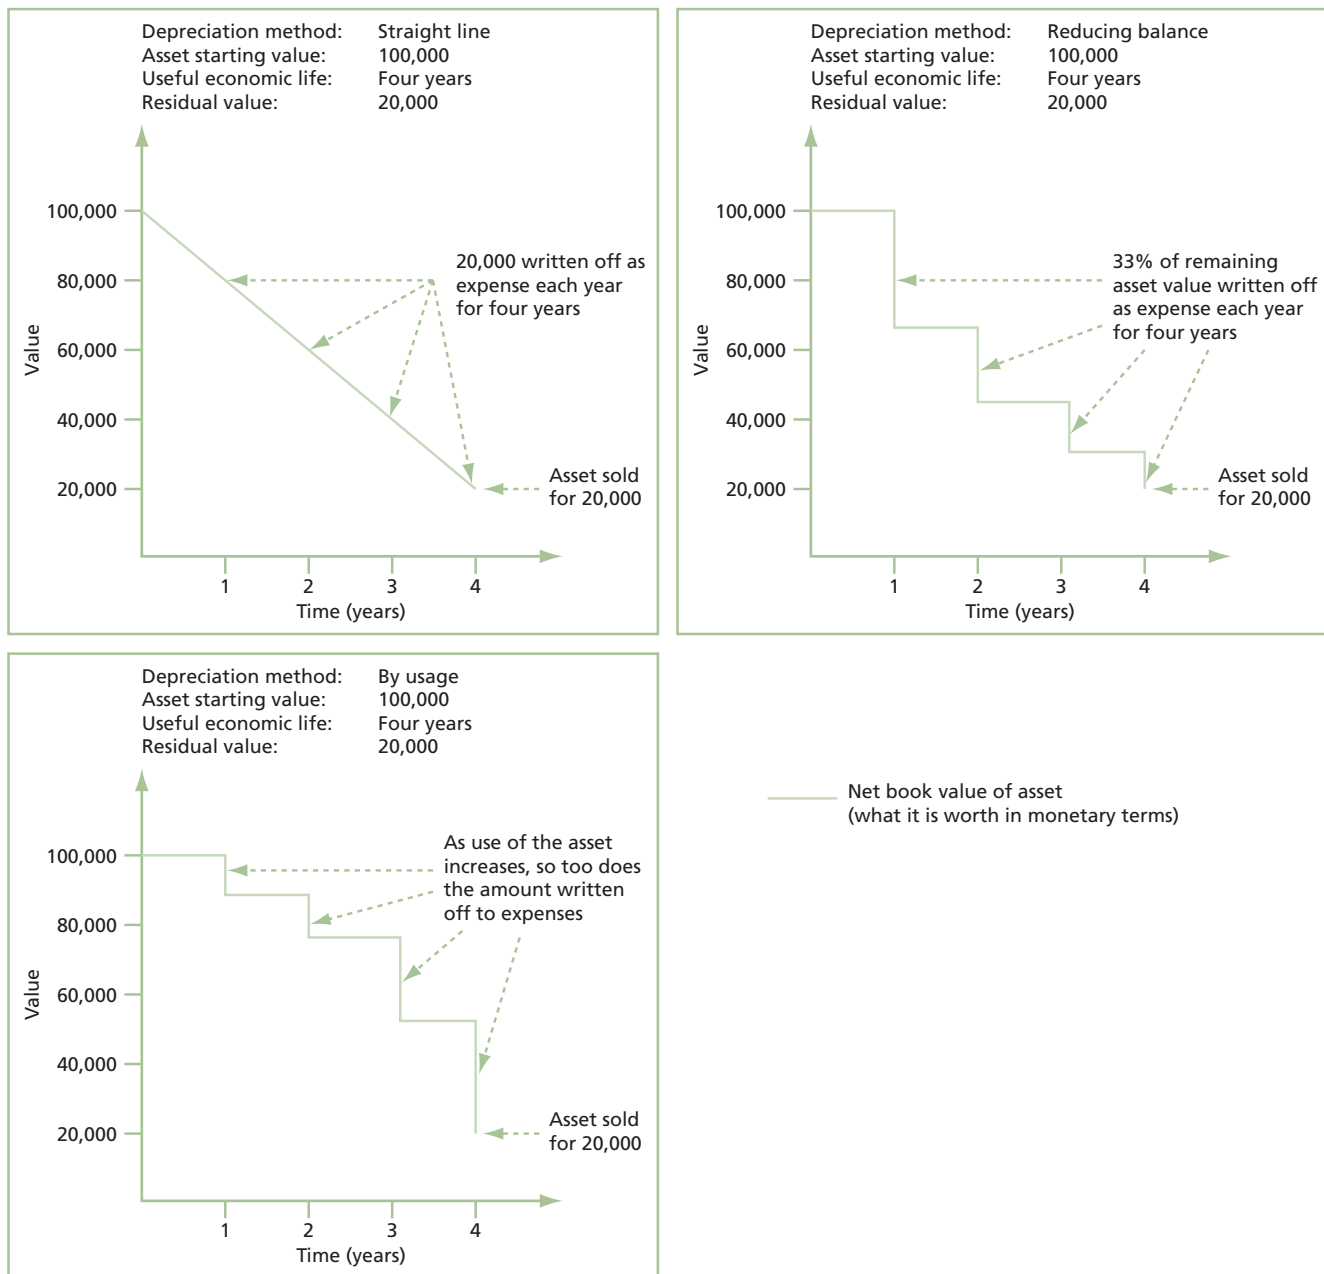 Depreciation method: Straight line
Asset starting value: 100,000
Useful economic life: Four years
Residual value: 20,000
Value
100,000
80,000
60,000
40,000
20,000
20,000 written off as
expense each year
for four years
Asset sold
for 20,000
1 2 3 4
Time (years)
Depreciation method: Reducing balance
Asset starting value: 100,000
Useful economic life: Four years
Residual value: 20,000
Value
100,000
80,000
60,000
40,000
20,000
33% of remaining
asset value written off
as expense each year
for four years
Asset sold
for 20,000
1 2 3 4
Time (years)
Depreciation method: By usage
Asset starting value: 100,000
Useful economic life: Four years
Residual value: 20,000
Value
100,000
80,000
60,000
40,000
20,000
As use of the asset
increases, so too does
the amount written
off to expenses
Asset sold
for 20,000
1 2 3 4
Time (years)
Net book value of asset
(what it is worth in monetary terms)